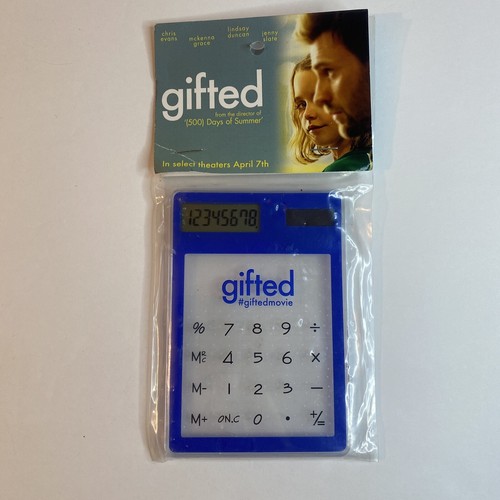 chris evans
mckenna grace
lindsay duncan
jenny slate
gifted
from the director of
'(500) Days of Summer'
In select theaters April 7th
12345678
gifted
#giftedmovie
% 7 8 9 ÷
MRC 4 5 6 ×
M- 1 2 3 −
M+ ON.C 0 • +/=